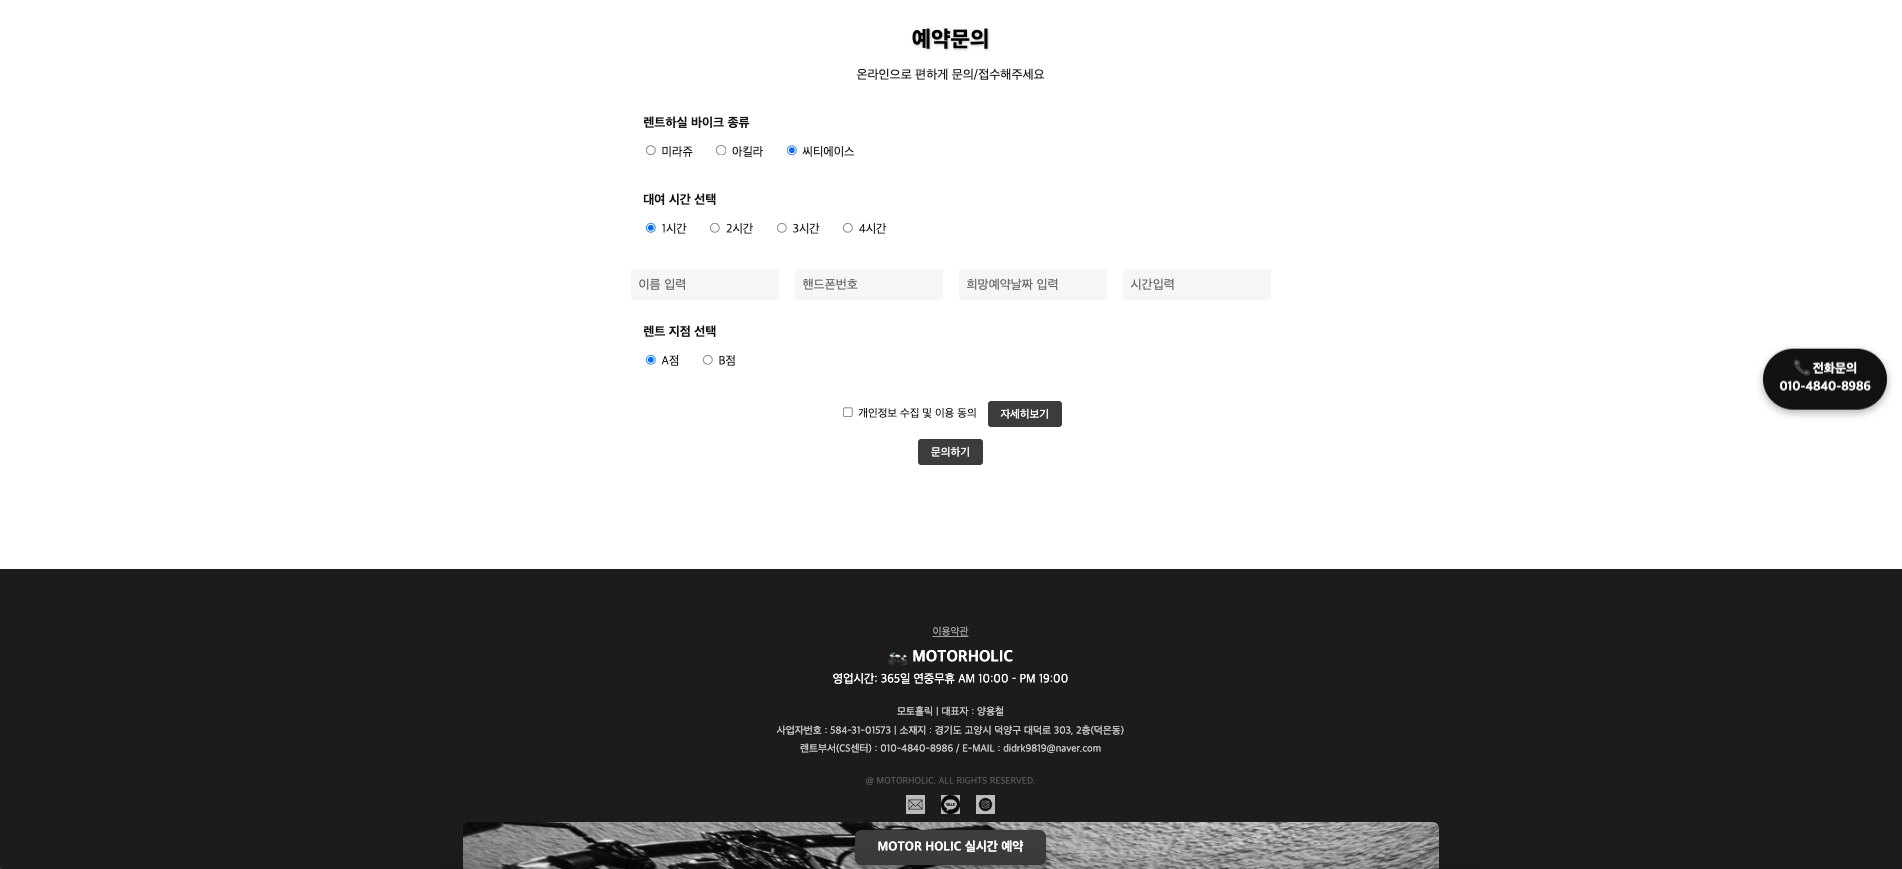 예약문의
온라인으로 편하게 문의/접수해주세요
렌트하실 바이크 종류
미라쥬 아킬라 씨티에이스
대여 시간 선택
1시간 2시간 3시간 4시간
이름 입력 핸드폰번호 희망예약날짜 입력 시간입력
렌트 지점 선택
A점 B점
전화문의
010-4840-8986
개인정보 수집 및 이용 동의 자세히보기
문의하기
이용약관
MOTORHOLIC
영업시간: 365일 연중무휴 AM 10:00 - PM 19:00
모토홀릭 | 대표자 : 양용철
사업자번호 : 584-31-01573 | 소재지 : 경기도 고양시 덕양구 대덕로 303, 2층(덕은동)
렌트부서(CS센터) : 010-4840-8986 / E-MAIL : didrk9819@naver.com
@ MOTORHOLIC. ALL RIGHTS RESERVED.
MOTOR HOLIC 실시간 예약